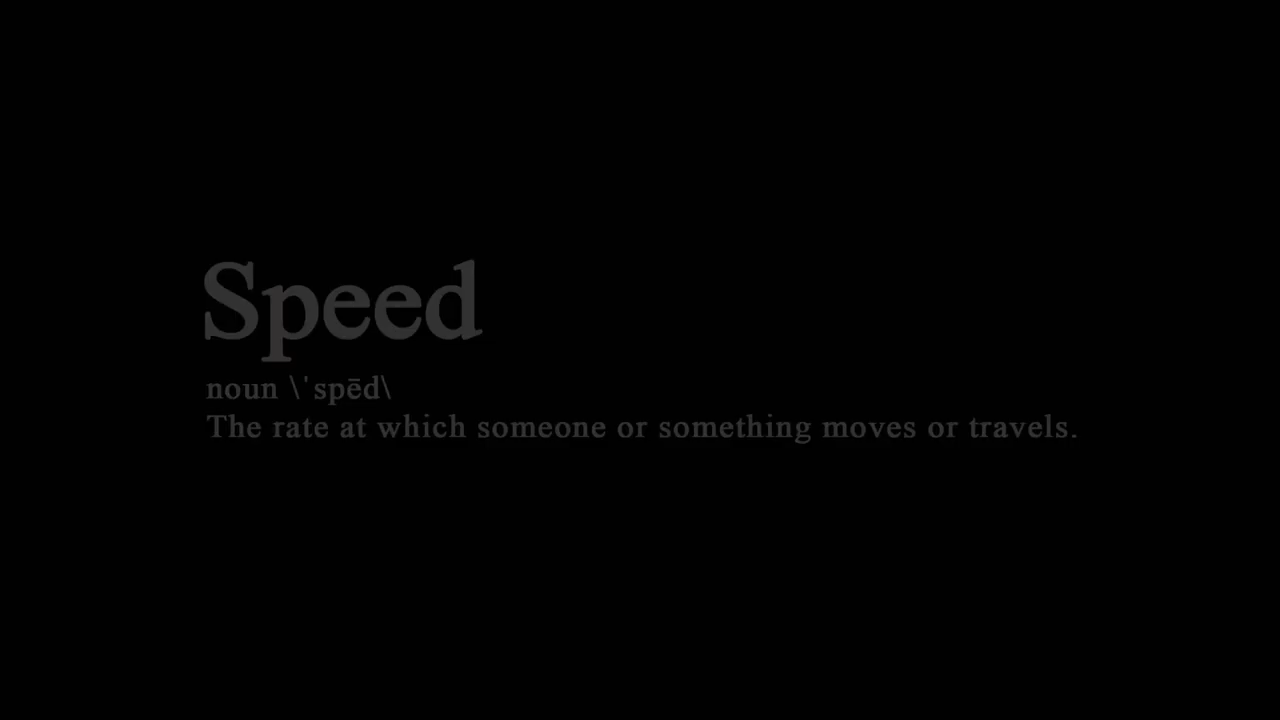 Speed
noun \ˈspēd\
The rate at which someone or something moves or travels.